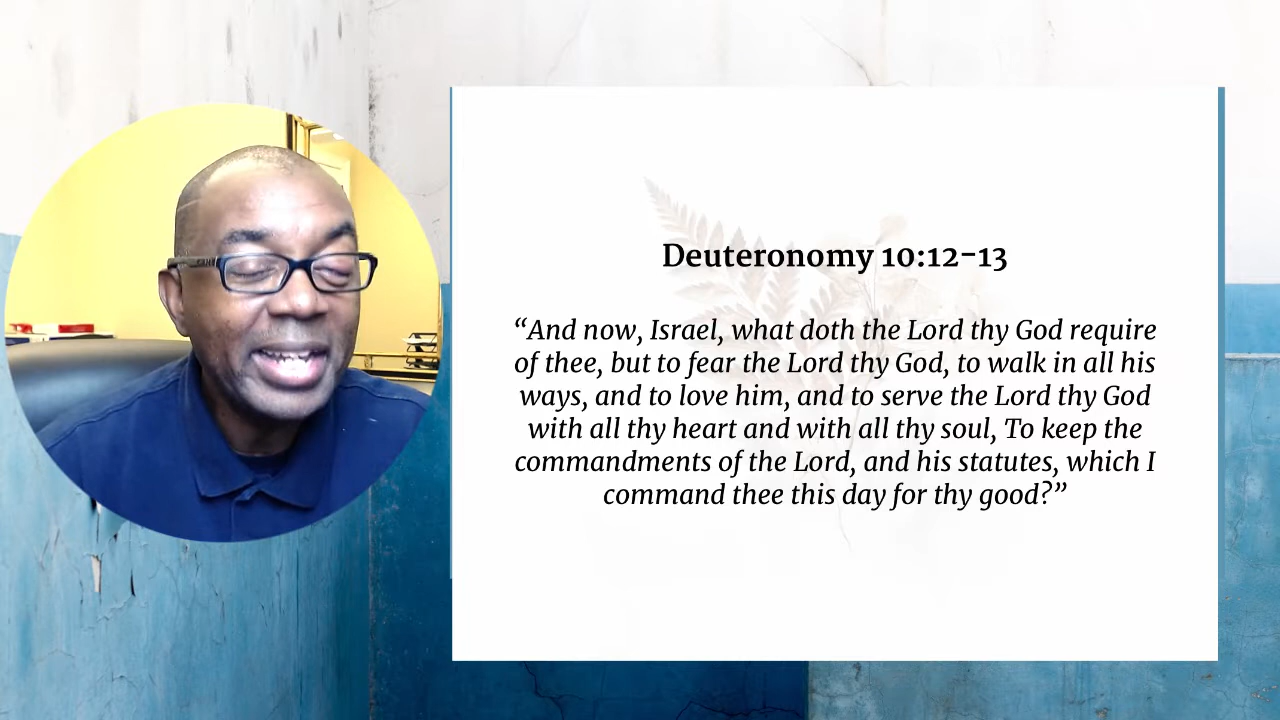 Deuteronomy 10:12–13
“And now, Israel, what doth the Lord thy God require
of thee, but to fear the Lord thy God, to walk in all his
ways, and to love him, and to serve the Lord thy God
with all thy heart and with all thy soul, To keep the
commandments of the Lord, and his statutes, which I
command thee this day for thy good?”